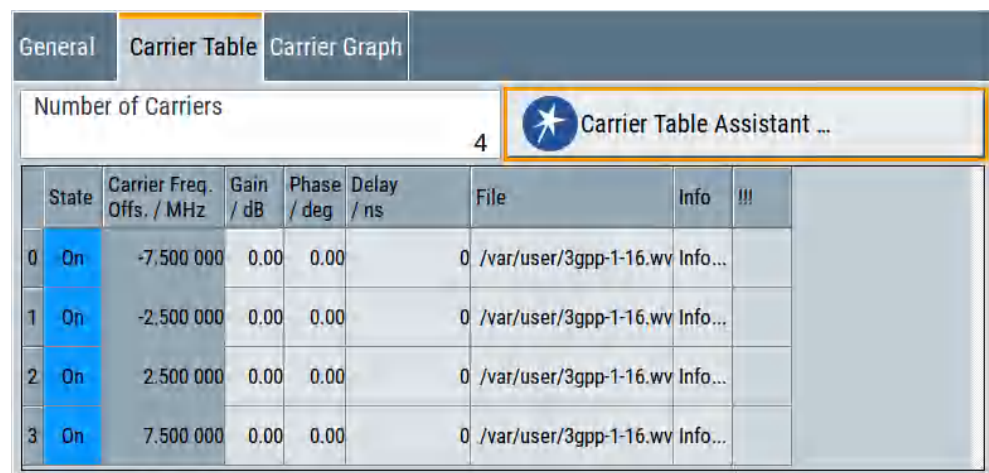 General Carrier Table Carrier Graph
Number of Carriers
4
Carrier Table Assistant ...
State Carrier Freq. Offs. / MHz Gain / dB Phase / deg Delay / ns File Info !!!
0 On -7.500 000 0.00 0.00 0 /var/user/3gpp-1-16.wv Info...
1 On -2.500 000 0.00 0.00 0 /var/user/3gpp-1-16.wv Info...
2 On 2.500 000 0.00 0.00 0 /var/user/3gpp-1-16.wv Info...
3 On 7.500 000 0.00 0.00 0 /var/user/3gpp-1-16.wv Info...